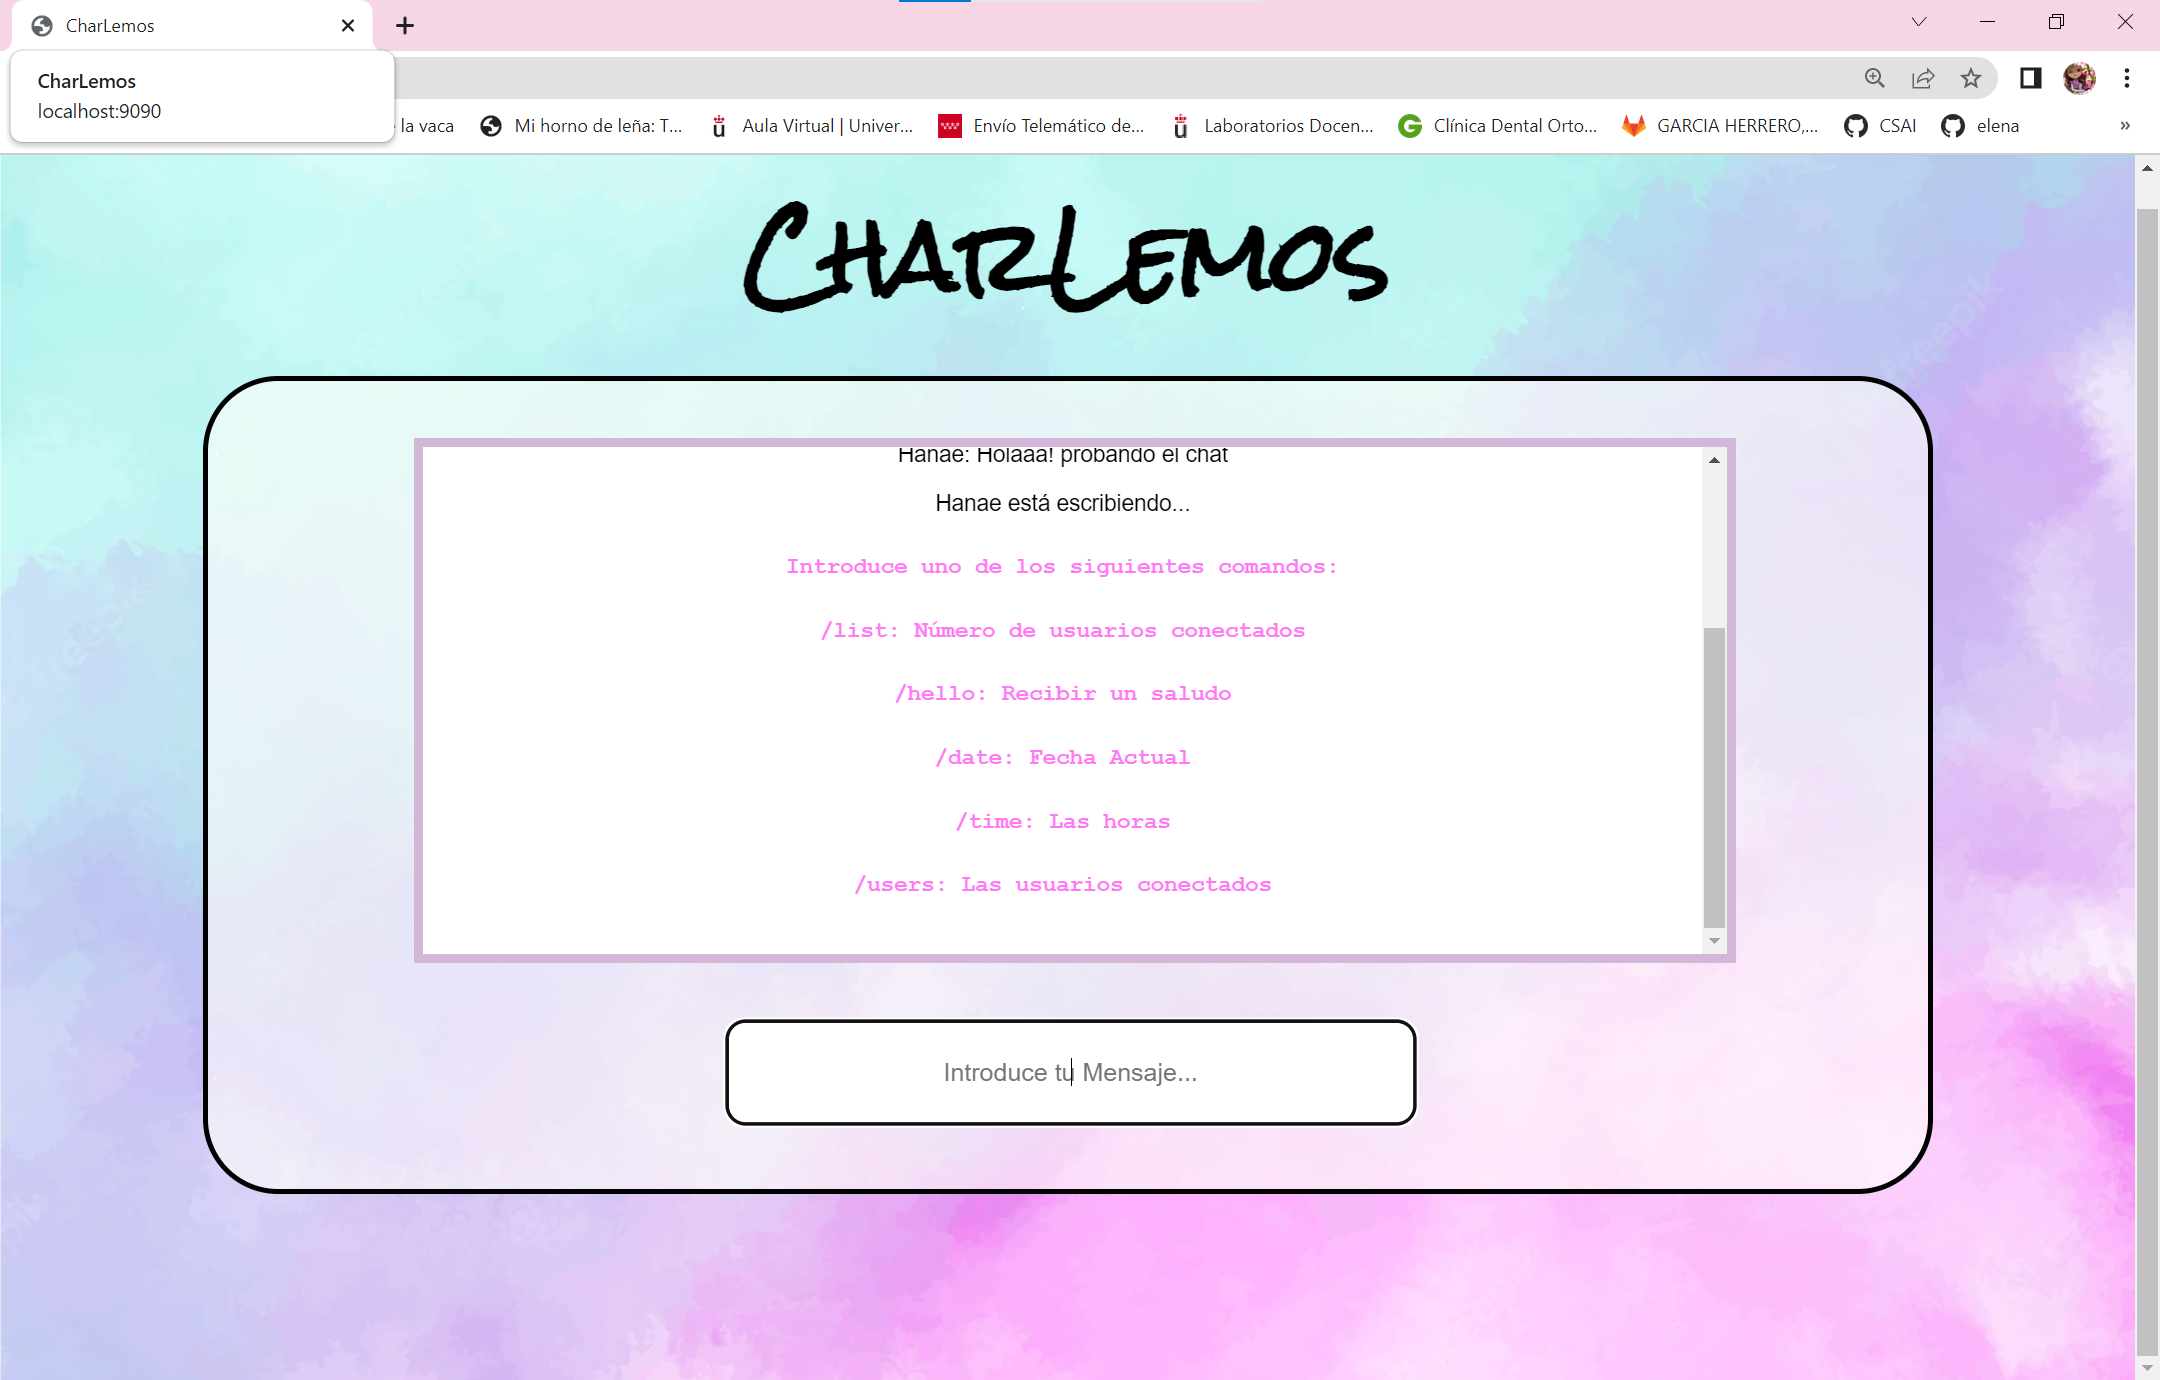 CharLemos
CharLemos
localhost:9090
la vaca
Mi horno de leña: T...
Aula Virtual | Univer...
Envío Telemático de...
Laboratorios Docen...
Clínica Dental Orto...
GARCIA HERRERO,...
CSAI
elena
»
CharLemos
Hanae: Holaaa! probando el chat
Hanae está escribiendo...
Introduce uno de los siguientes comandos:
/list: Número de usuarios conectados
/hello: Recibir un saludo
/date: Fecha Actual
/time: Las horas
/users: Las usuarios conectados
Introduce tu Mensaje...